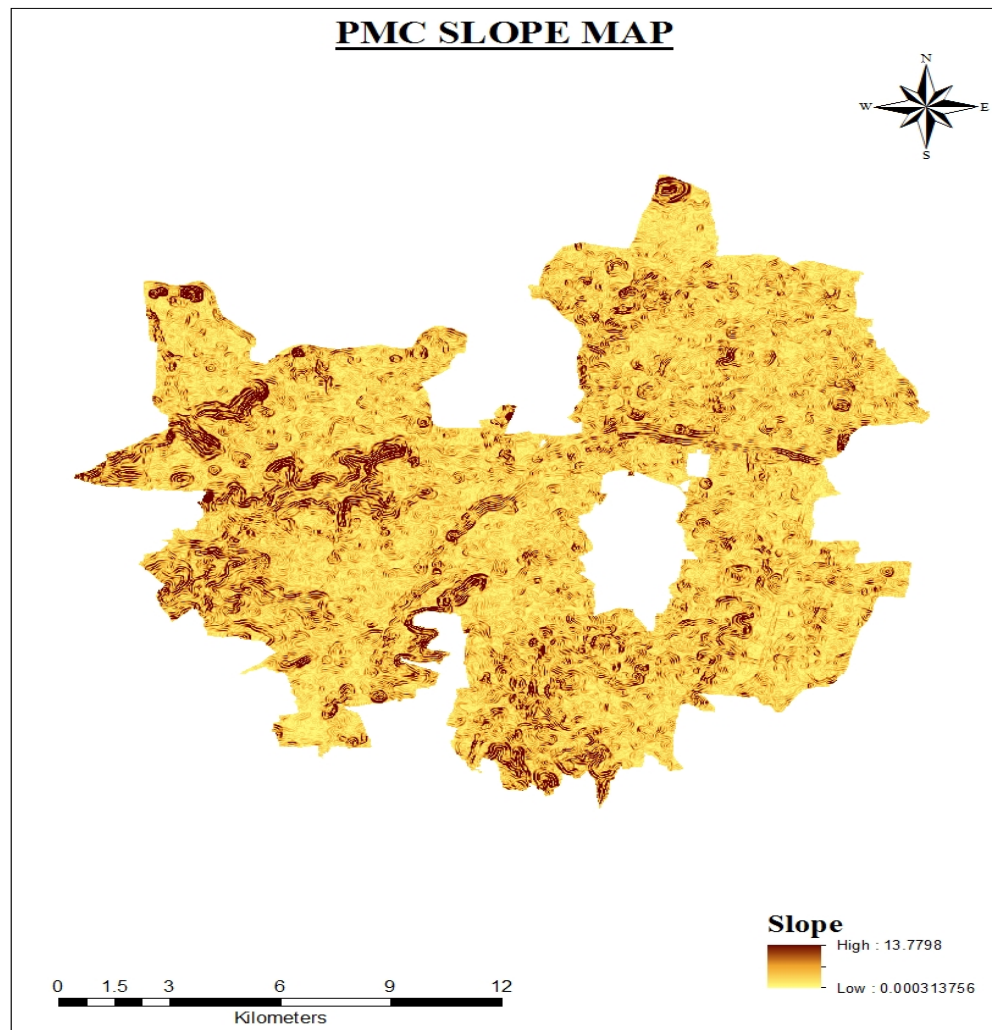 PMC SLOPE MAP
N
W E
S
Slope
High : 13.7798
Low : 0.000313756
0 1.5 3 6 9 12
Kilometers